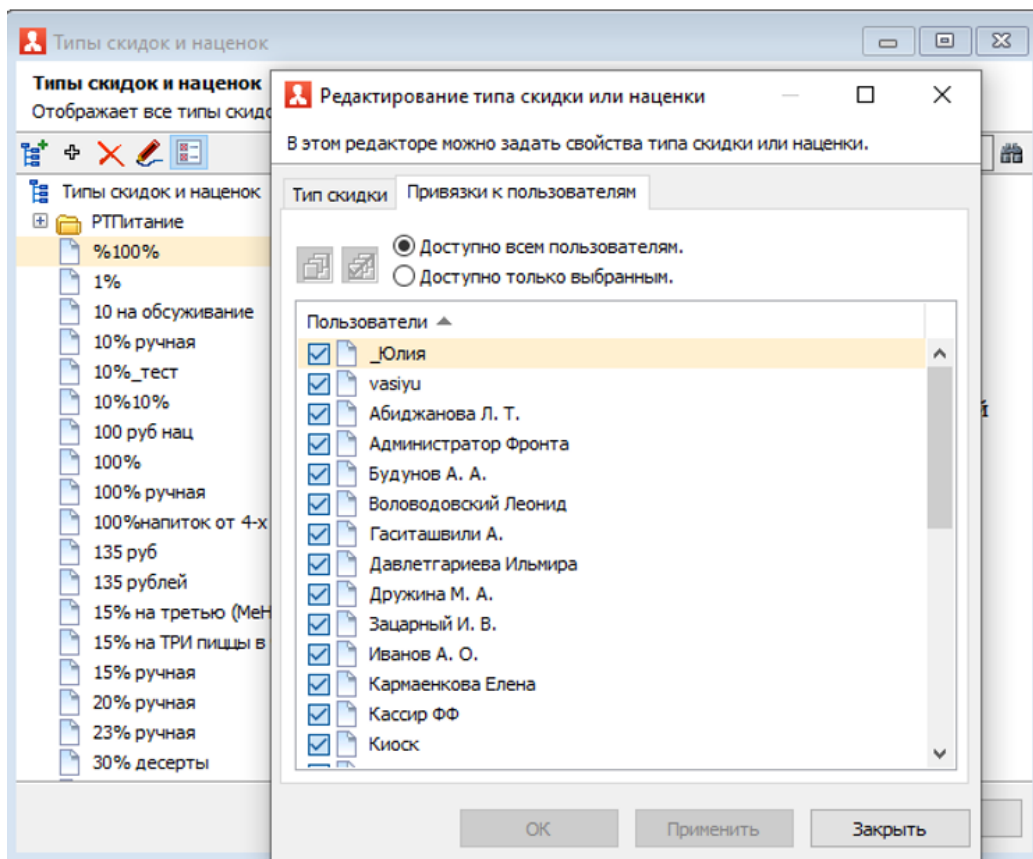 Типы скидок и наценок
Типы скидок и наценок
Отображает все типы скидо
Типы скидок и наценок
РТПитание
%100%
1%
10 на обсуживание
10% ручная
10%_тест
10%10%
100 руб нац
100%
100% ручная
100%напиток от 4-х
135 руб
135 рублей
15% на третью (МеН
15% на ТРИ пиццы в
15% ручная
20% ручная
23% ручная
30% десерты
Редактирование типа скидки или наценки
В этом редакторе можно задать свойства типа скидки или наценки.
Тип скидки Привязки к пользователям
Доступно всем пользователям.
Доступно только выбранным.
Пользователи
_Юлия
vasiyu
Абиджанова Л. Т.
Администратор Фронта
Будунов А. А.
Воловодовский Леонид
Гаситашвили А.
Давлетгариева Ильмира
Дружина М. А.
Зацарный И. В.
Иванов А. О.
Кармаенкова Елена
Кассир ФФ
Киоск
ОК Применить Закрыть